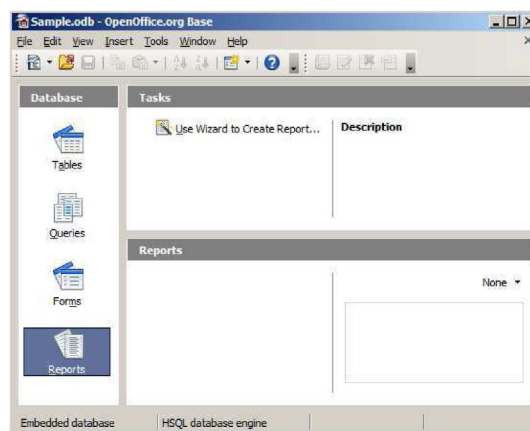 Sample.odb - OpenOffice.org Base
File Edit View Insert Tools Window Help
Database
Tables
Queries
Forms
Reports
Tasks
Use Wizard to Create Report...
Description
Reports
None
Embedded database
HSQL database engine